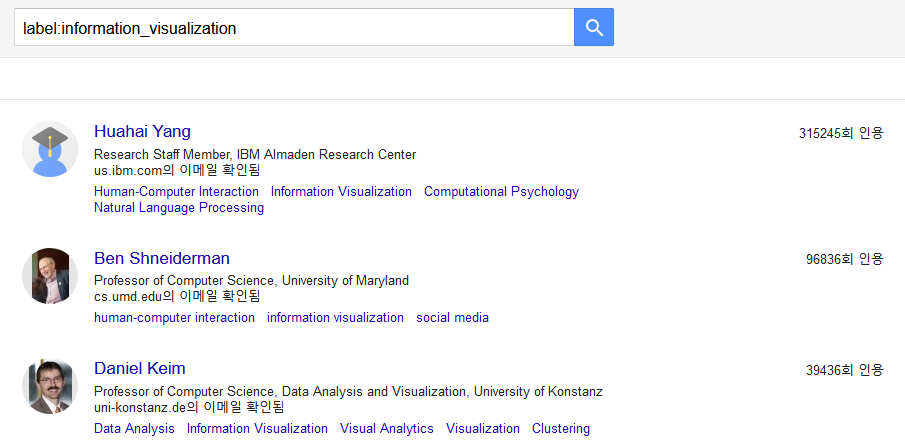 label:information_visualization
Huahai Yang
315245회 인용
Research Staff Member, IBM Almaden Research Center
us.ibm.com의 이메일 확인됨
Human-Computer Interaction Information Visualization Computational Psychology
Natural Language Processing
Ben Shneiderman
96836회 인용
Professor of Computer Science, University of Maryland
cs.umd.edu의 이메일 확인됨
human-computer interaction information visualization social media
Daniel Keim
39436회 인용
Professor of Computer Science, Data Analysis and Visualization, University of Konstanz
uni-konstanz.de의 이메일 확인됨
Data Analysis Information Visualization Visual Analytics Visualization Clustering